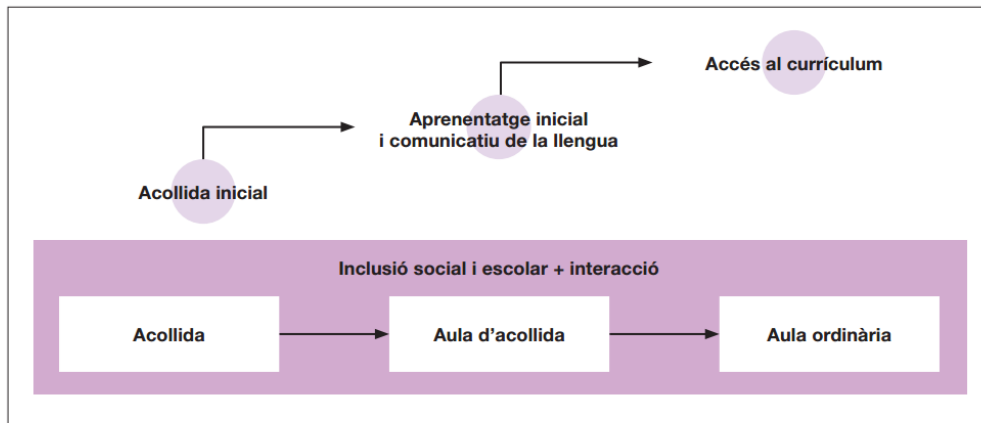 Accés al currículum
Aprenentatge inicial
i comunicatiu de la llengua
Acollida inicial
Inclusió social i escolar + interacció
Acollida
Aula d’acollida
Aula ordinària